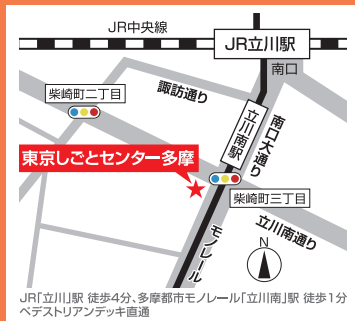 JR中央線
JR立川駅
南口
諏訪通り
柴崎町二丁目
立川南駅
南口大通り
東京しごとセンター多摩
柴崎町三丁目
立川南通り
モノレール
N
JR「立川」駅 徒歩4分、多摩都市モノレール「立川南」駅 徒歩1分
ペデストリアンデッキ直通